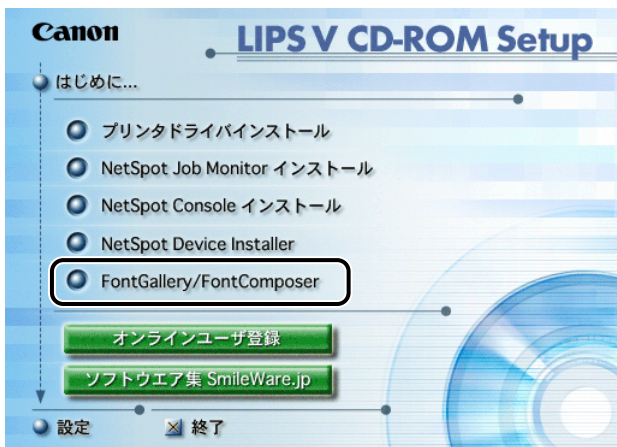 Canon
LIPS V CD-ROM Setup
はじめに...
プリンタドライバインストール
NetSpot Job Monitor インストール
NetSpot Console インストール
NetSpot Device Installer
FontGallery/FontComposer
オンラインユーザ登録
ソフトウエア集 SmileWare.jp
設定
終了